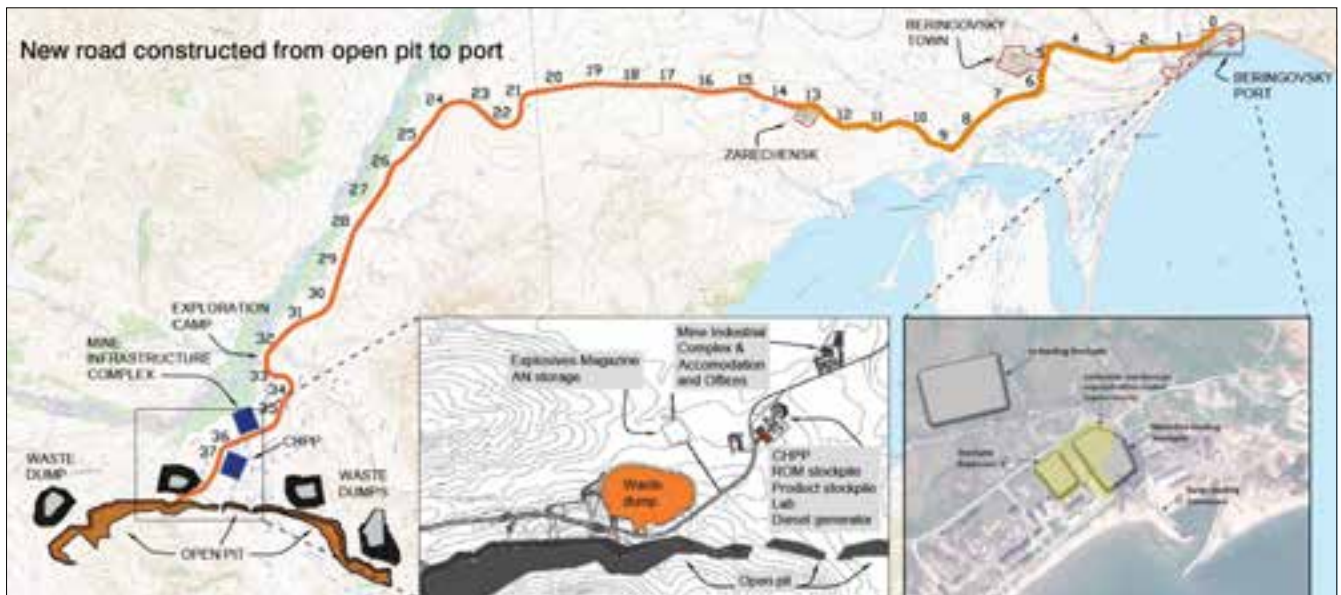 New road constructed from open pit to port
BERINGOVSKY
TOWN
0
1
2
3
4
5
6
7
8
9
10
11
12
13
14
15
16
17
18
19
20
21
22
23
24
25
26
27
28
29
30
31
32
33
34
35
36
37
BERINGOVSKY
PORT
ZARECHENSK
EXPLORATION
CAMP
MINE
INFRASTRUCTURE
COMPLEX
CHPP
WASTE
DUMP
WASTE
DUMPS
OPEN PIT
Mine Industrial
Complex &
Accomodation
and Offices
Explosives Magazine
AN storage
CHPP
ROM stockpile
Product stockpile
Lab
Diesel generator
Waste
dump
Open pit